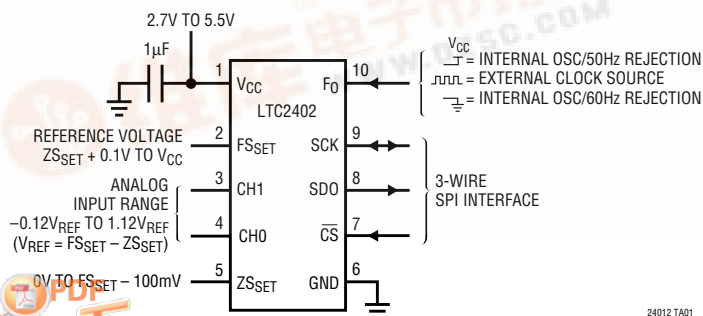 2.7V TO 5.5V
1µF
VCC
1 VCC
FO 10
= INTERNAL OSC/50Hz REJECTION
= EXTERNAL CLOCK SOURCE
= INTERNAL OSC/60Hz REJECTION
LTC2402
REFERENCE VOLTAGE
ZSSET + 0.1V TO VCC
2 FSSET
SCK 9
ANALOG
INPUT RANGE
–0.12VREF TO 1.12VREF
(VREF = FSSET – ZSSET)
3 CH1
SDO 8
3-WIRE
SPI INTERFACE
4 CH0
CS 7
0V TO FSSET – 100mV
5 ZSSET
GND 6
PDF
24012 TA01